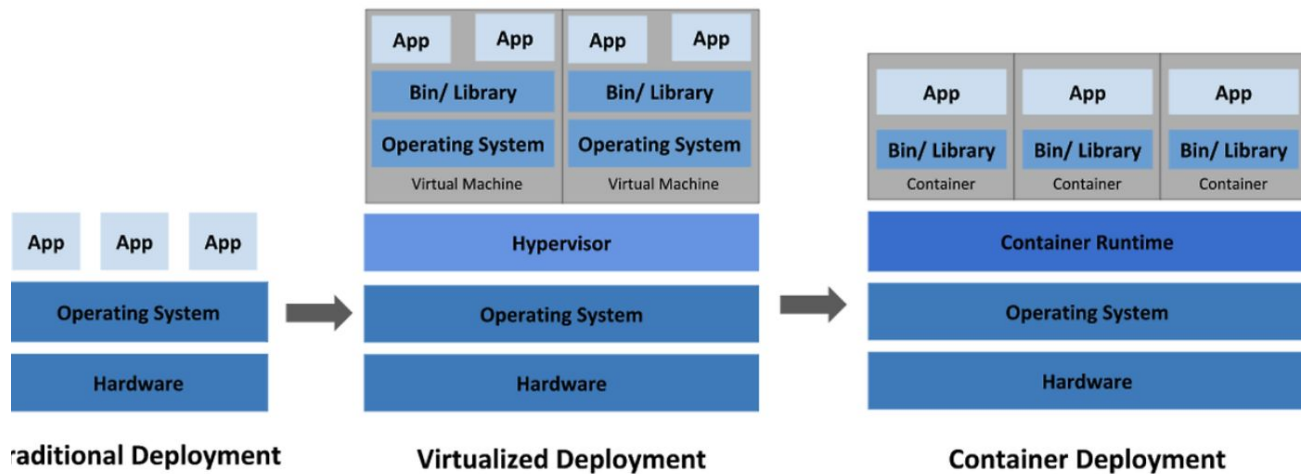 App
App
App
Operating System
Hardware
raditional Deployment
App
App
App
App
Bin/ Library
Bin/ Library
Operating System
Operating System
Virtual Machine
Virtual Machine
Hypervisor
Operating System
Hardware
Virtualized Deployment
App
App
App
Bin/ Library
Bin/ Library
Bin/ Library
Container
Container
Container
Container Runtime
Operating System
Hardware
Container Deployment